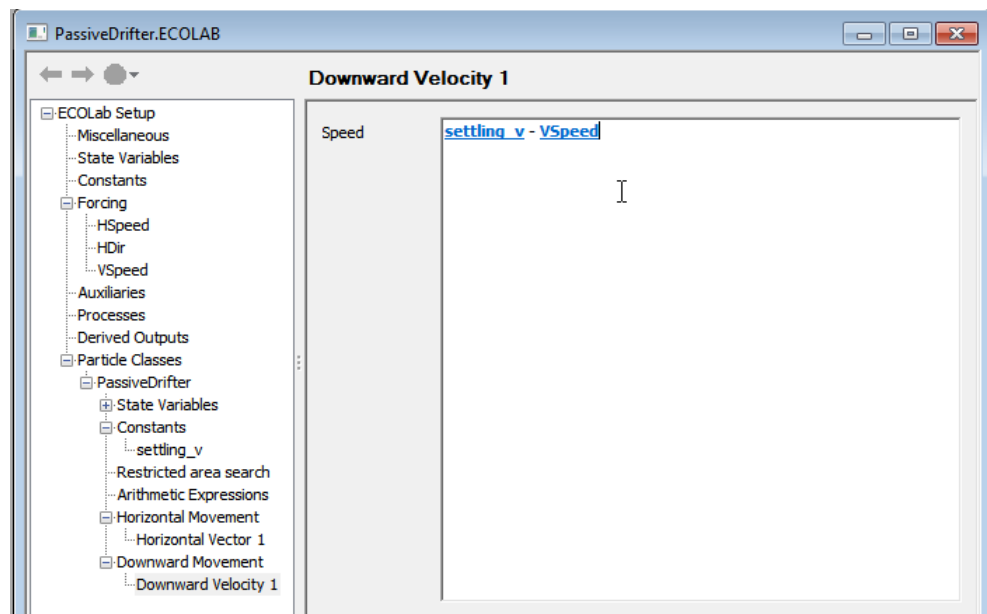 PassiveDrifter.ECOLAB
Downward Velocity 1
ECOLab Setup
Miscellaneous
State Variables
Constants
Forcing
HSpeed
HDir
VSpeed
Auxiliaries
Processes
Derived Outputs
Particle Classes
PassiveDrifter
State Variables
Constants
settling_v
Restricted area search
Arithmetic Expressions
Horizontal Movement
Horizontal Vector 1
Downward Movement
Downward Velocity 1
Speed
settling_v - VSpeed